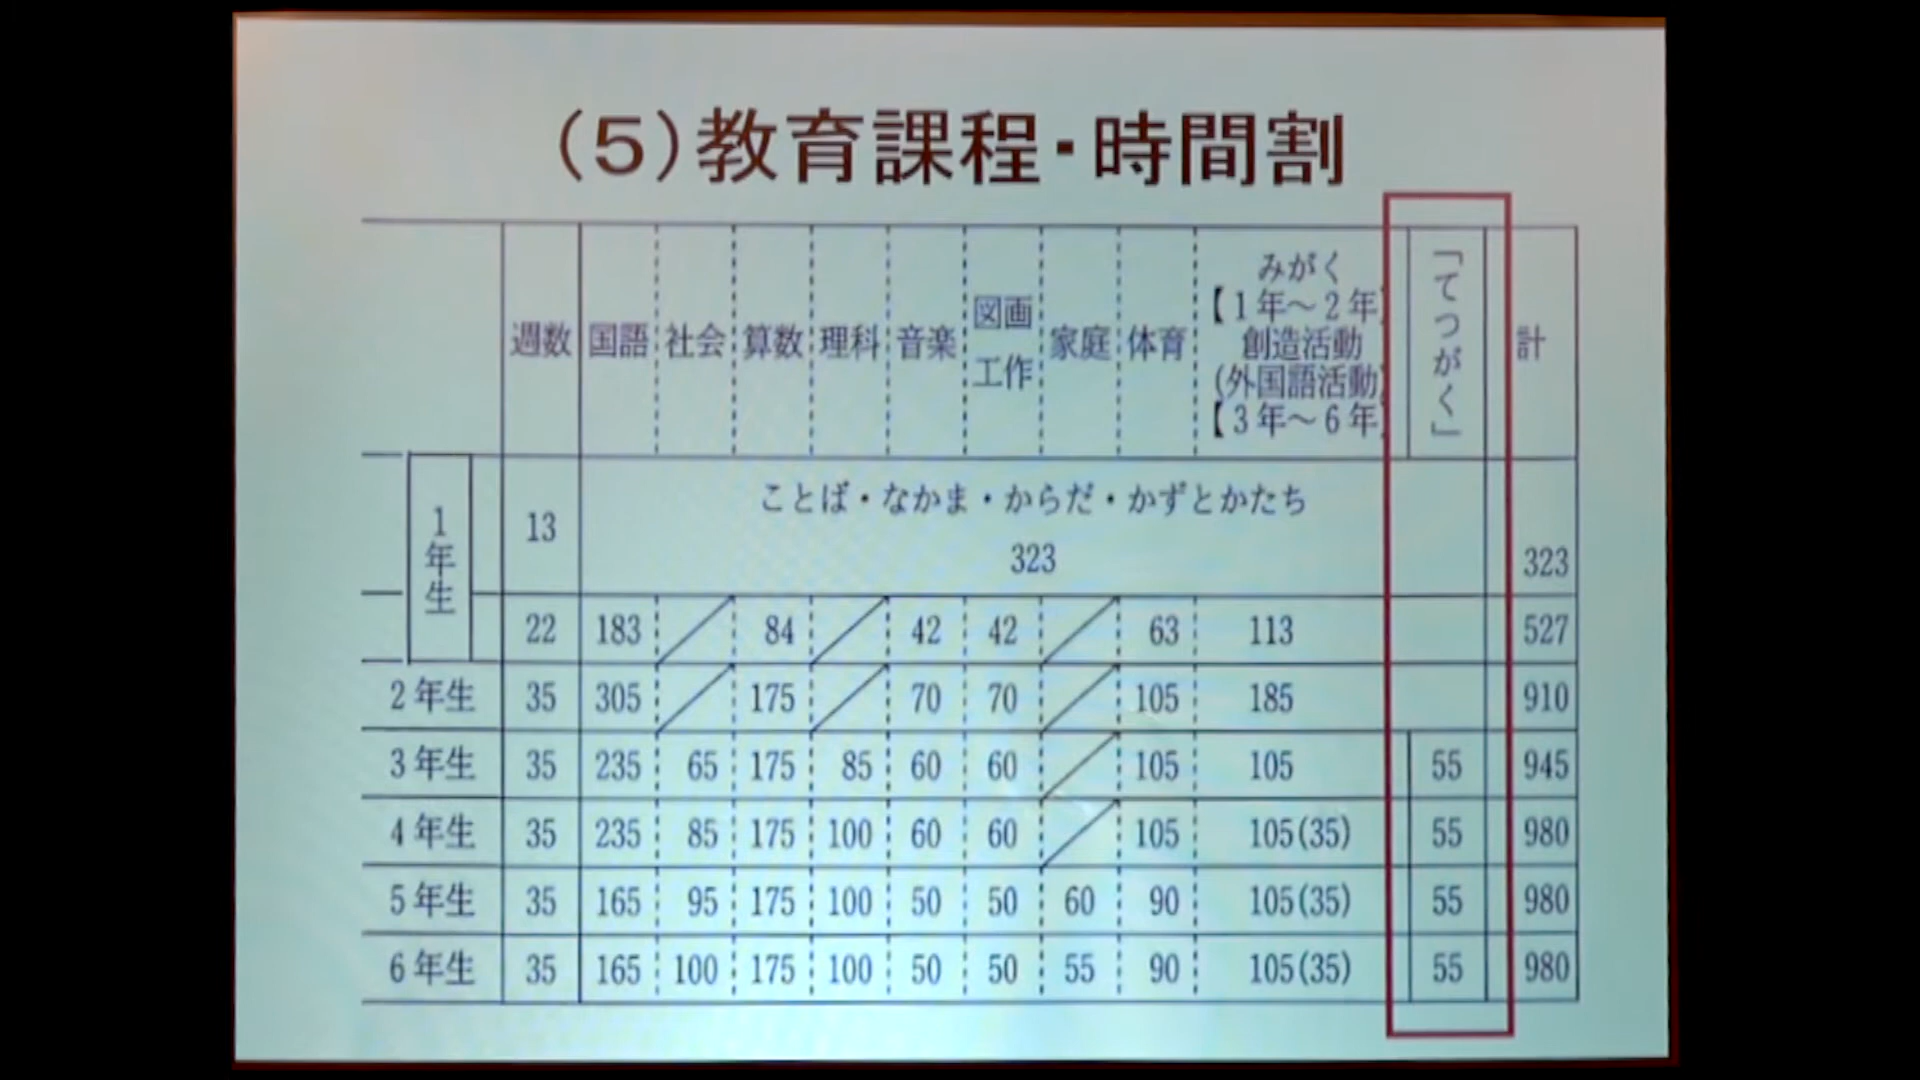 (5)教育課程・時間割
週数 国語 社会 算数 理科 音楽 図画工作 家庭 体育 みがく【1年~2年】創造活動(外国語活動)【3年~6年】 「てつがく」 計
1年生 13 ことば・なかま・からだ・かずとかたち 323 323
22 183 84 42 42 63 113 527
2年生 35 305 175 70 70 105 185 910
3年生 35 235 65 175 85 60 60 105 105 55 945
4年生 35 235 85 175 100 60 60 105 105(35) 55 980
5年生 35 165 95 175 100 50 50 60 90 105(35) 55 980
6年生 35 165 100 175 100 50 50 55 90 105(35) 55 980